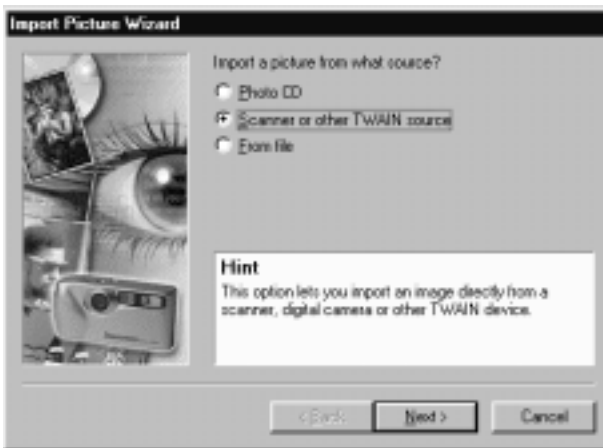 Import Picture Wizard
Import a picture from what source?
Photo CD
Scanner or other TWAIN source
From file
Hint
This option lets you import an image directly from a
scanner, digital camera or other TWAIN device.
< Back
Next >
Cancel